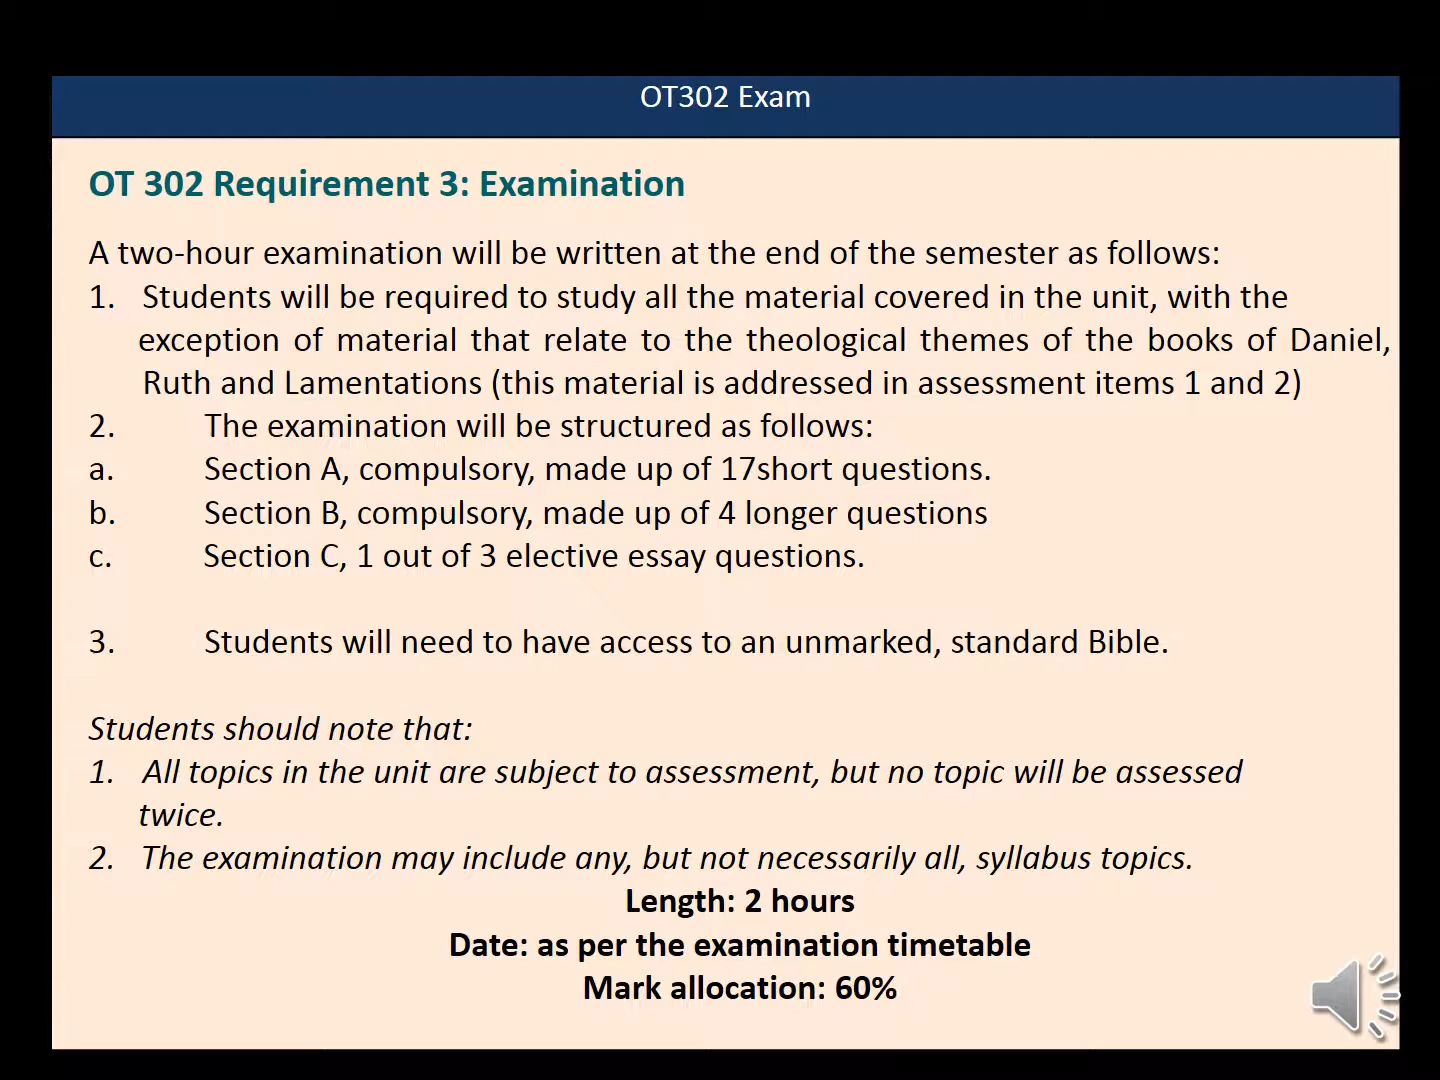 OT302 Exam
OT 302 Requirement 3: Examination
A two-hour examination will be written at the end of the semester as follows:
1. Students will be required to study all the material covered in the unit, with the
exception of material that relate to the theological themes of the books of Daniel,
Ruth and Lamentations (this material is addressed in assessment items 1 and 2)
2. The examination will be structured as follows:
a. Section A, compulsory, made up of 17short questions.
b. Section B, compulsory, made up of 4 longer questions
c. Section C, 1 out of 3 elective essay questions.
3. Students will need to have access to an unmarked, standard Bible.
Students should note that:
1. All topics in the unit are subject to assessment, but no topic will be assessed
twice.
2. The examination may include any, but not necessarily all, syllabus topics.
Length: 2 hours
Date: as per the examination timetable
Mark allocation: 60%